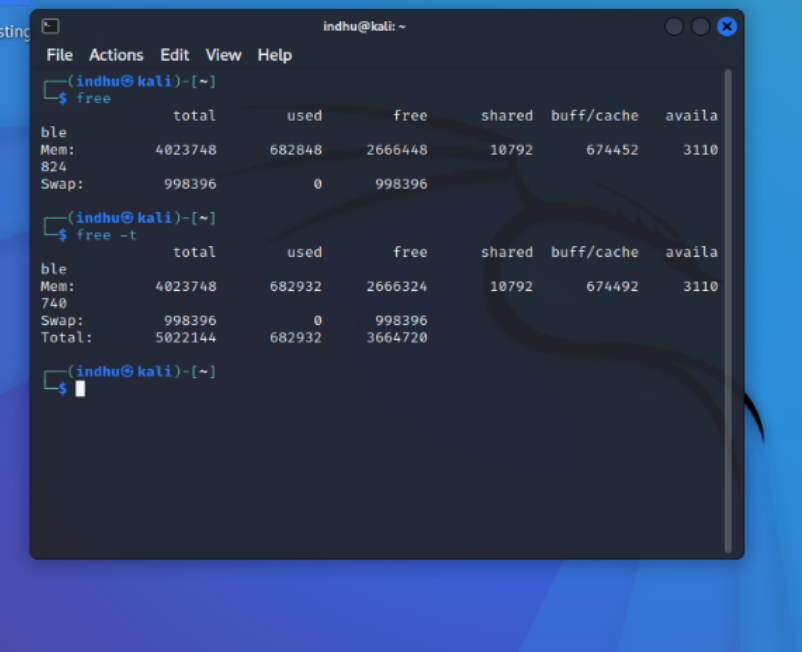 sting
indhu@kali: ~
File Actions Edit View Help
┌──(indhu㉿kali)-[~]
└─$ free
total used free shared buff/cache availa
ble
Mem: 4023748 682848 2666448 10792 674452 3110
824
Swap: 998396 0 998396
┌──(indhu㉿kali)-[~]
└─$ free -t
total used free shared buff/cache availa
ble
Mem: 4023748 682932 2666324 10792 674492 3110
740
Swap: 998396 0 998396
Total: 5022144 682932 3664720
┌──(indhu㉿kali)-[~]
└─$